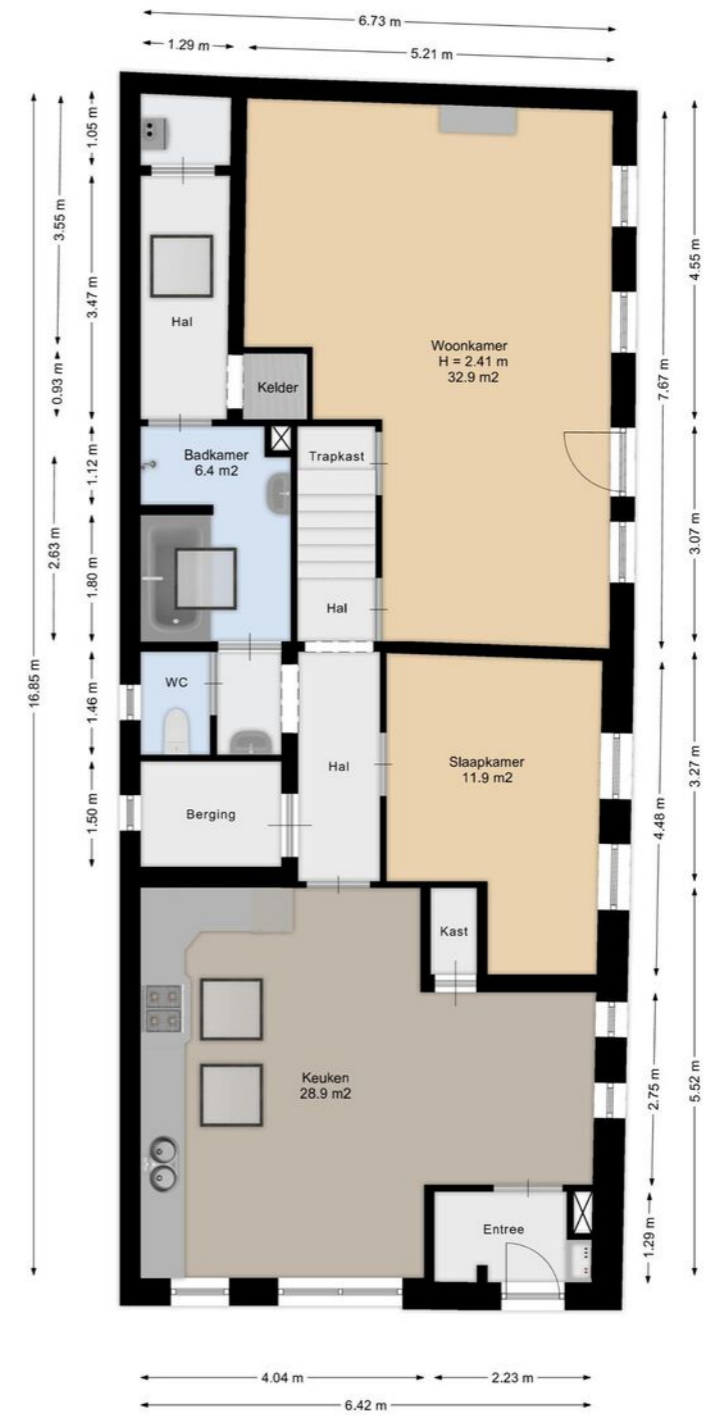 6.73 m
1.29 m
5.21 m
1.05 m
3.55 m
3.47 m
4.55 m
7.67 m
Hal
Woonkamer
H = 2.41 m
32.9 m2
0.93 m
Kelder
Badkamer
6.4 m2
Trapkast
1.12 m
2.63 m
3.07 m
1.80 m
Hal
16.85 m
WC
1.46 m
Hal
Slaapkamer
11.9 m2
3.27 m
4.48 m
Berging
1.50 m
Kast
Keuken
28.9 m2
2.75 m
5.52 m
Entree
1.29 m
4.04 m
2.23 m
6.42 m